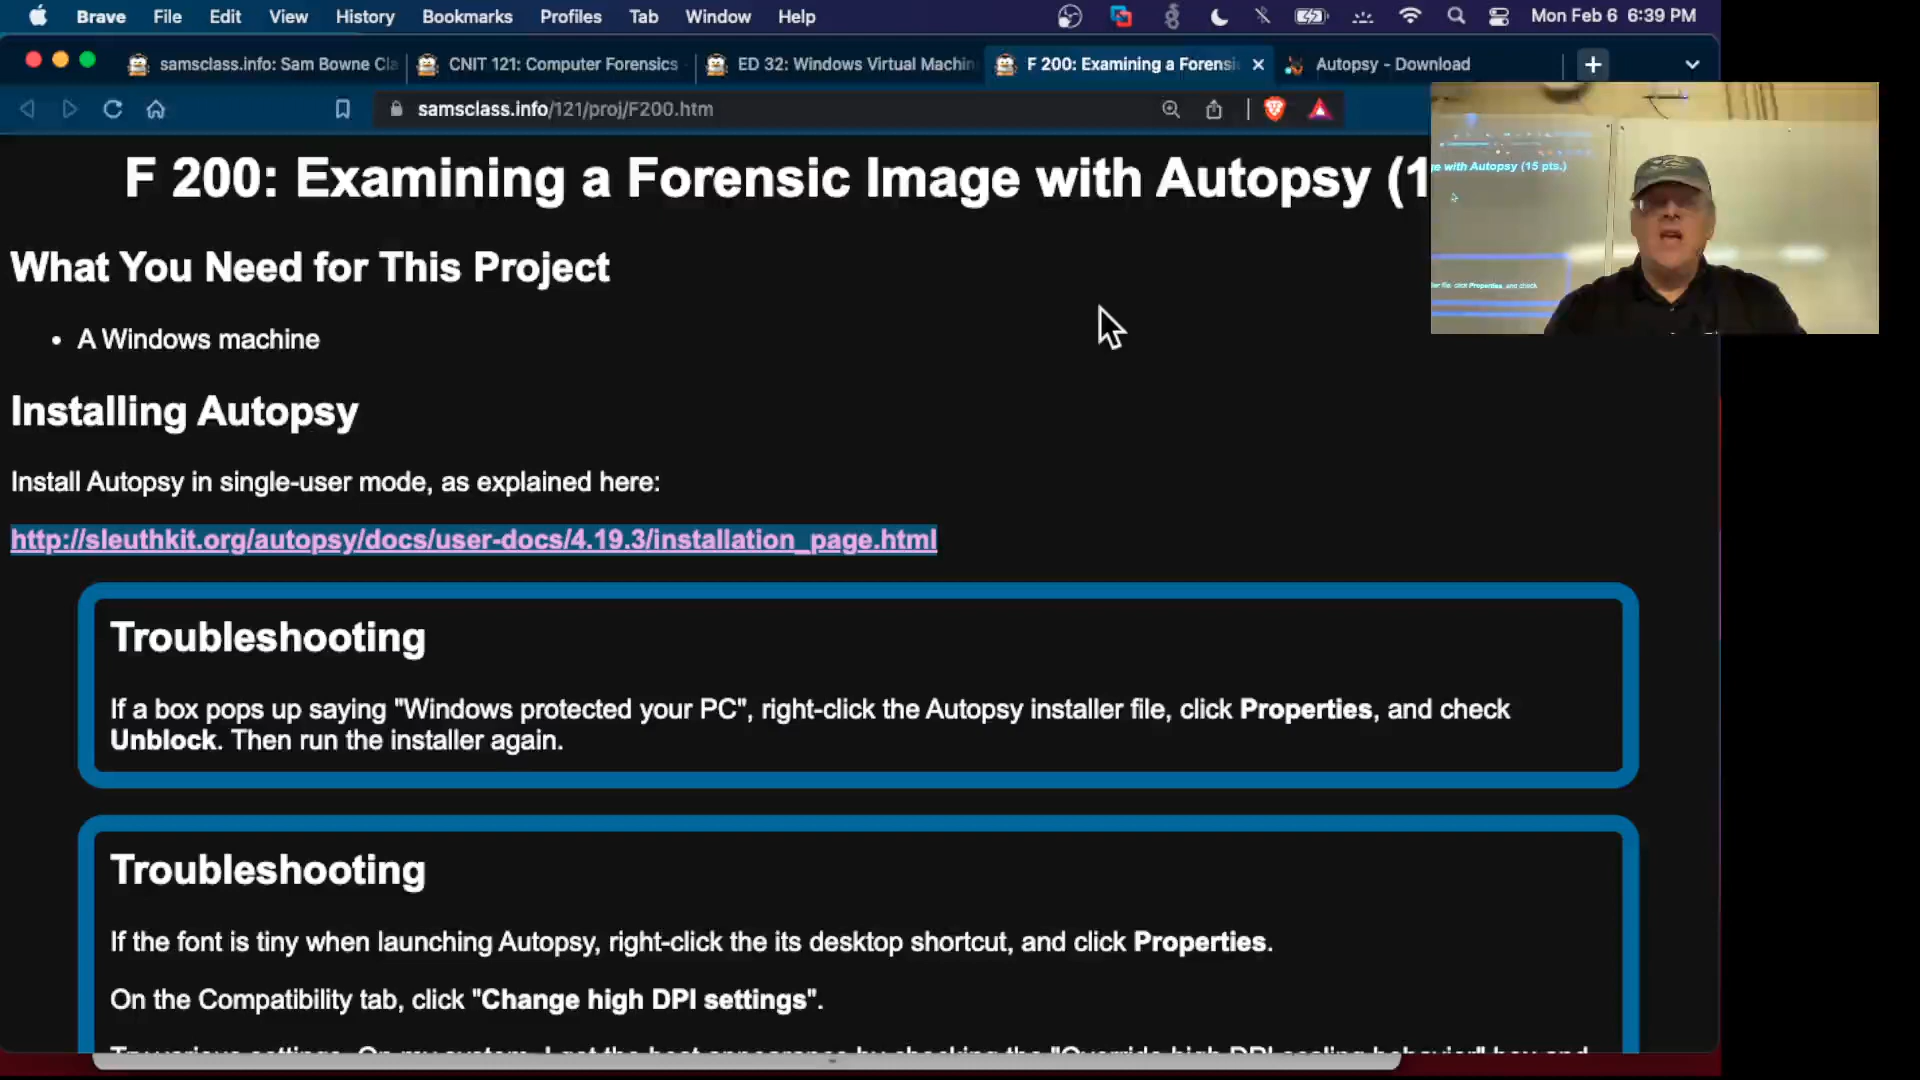 Brave File Edit View History Bookmarks Profiles Tab Window Help Mon Feb 6 6:39 PM
samsclass.info: Sam Bowne Cla CNIT 121: Computer Forensics ED 32: Windows Virtual Machin F 200: Examining a Forensi Autopsy - Download
samsclass.info/121/proj/F200.htm
F 200: Examining a Forensic Image with Autopsy (1
ge with Autopsy (15 pts.)
What You Need for This Project
• A Windows machine
ler file, click Properties, and check
Installing Autopsy
Install Autopsy in single-user mode, as explained here:
http://sleuthkit.org/autopsy/docs/user-docs/4.19.3/installation_page.html
Troubleshooting
If a box pops up saying "Windows protected your PC", right-click the Autopsy installer file, click Properties, and check
Unblock. Then run the installer again.
Troubleshooting
If the font is tiny when launching Autopsy, right-click the its desktop shortcut, and click Properties.
On the Compatibility tab, click "Change high DPI settings".